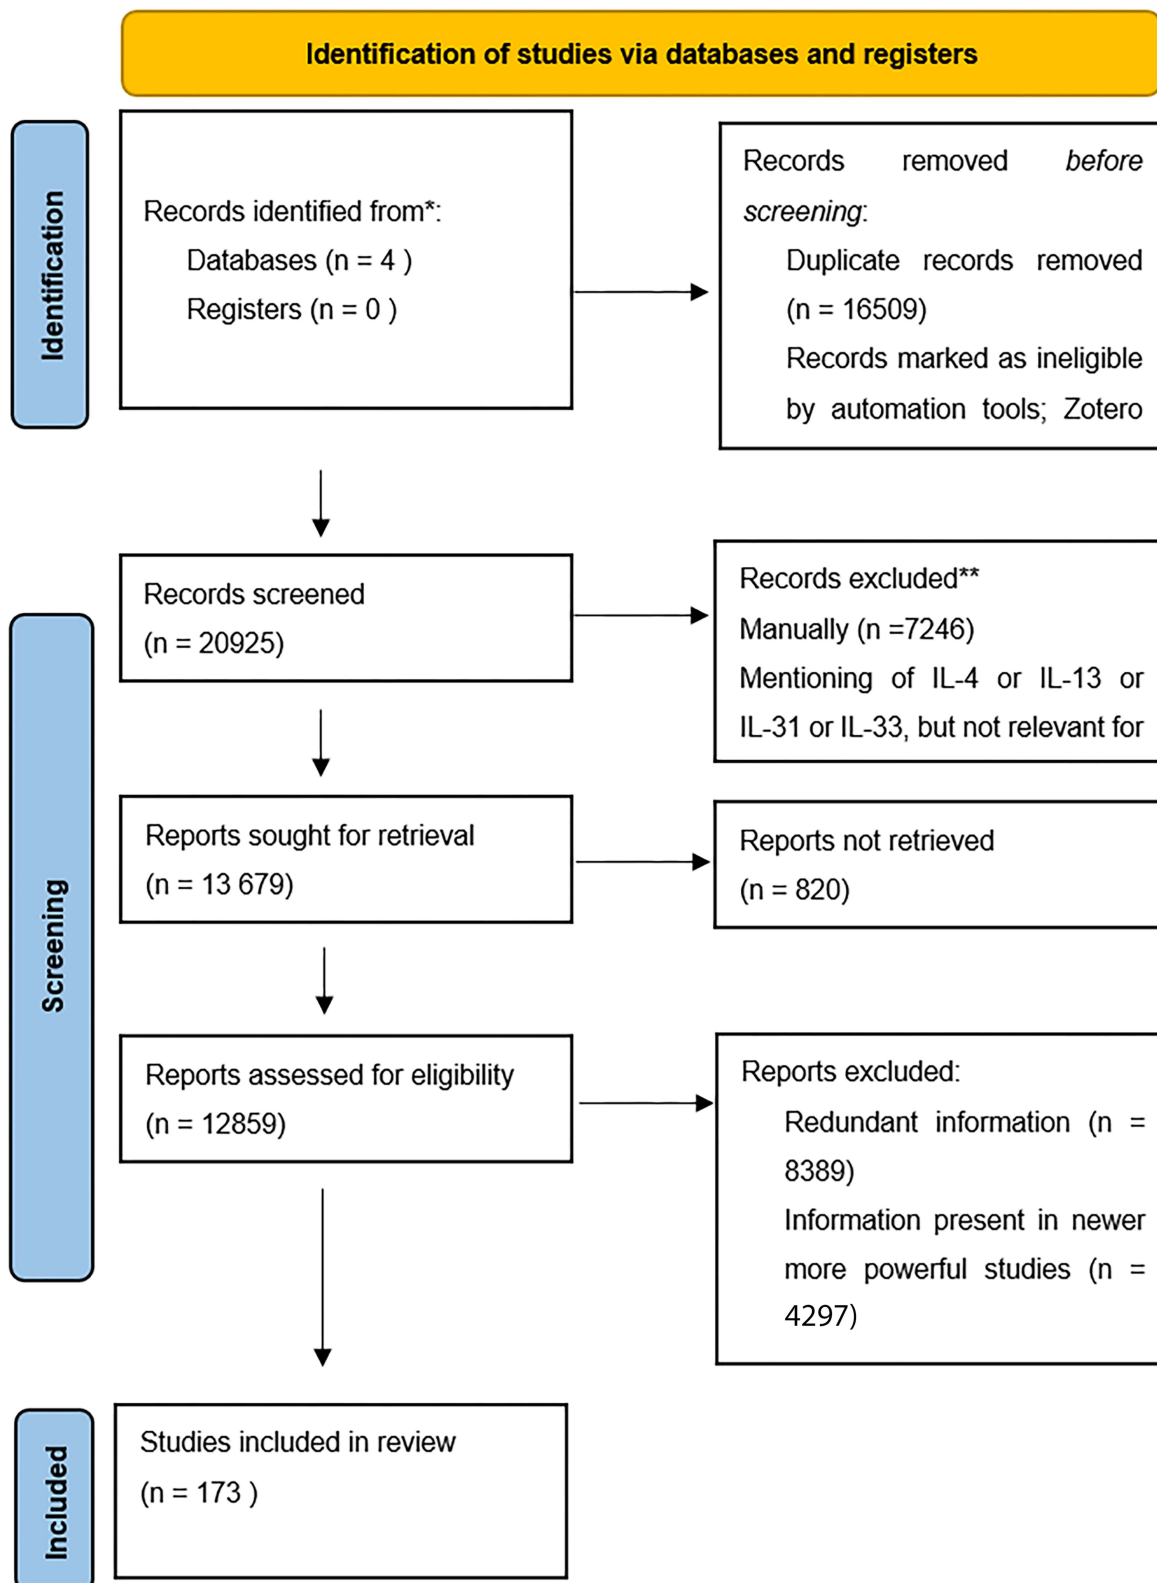 Identification of studies via databases and registers
Identification
Records identified from*:
Databases (n = 4 )
Registers (n = 0 )
Records removed before
screening:
Duplicate records removed
(n = 16509)
Records marked as ineligible
by automation tools; Zotero
Screening
Records screened
(n = 20925)
Records excluded**
Manually (n =7246)
Mentioning of IL-4 or IL-13 or
IL-31 or IL-33, but not relevant for
Reports sought for retrieval
(n = 13 679)
Reports not retrieved
(n = 820)
Reports assessed for eligibility
(n = 12859)
Reports excluded:
Redundant information (n =
8389)
Information present in newer
more powerful studies (n =
4297)
Included
Studies included in review
(n = 173 )